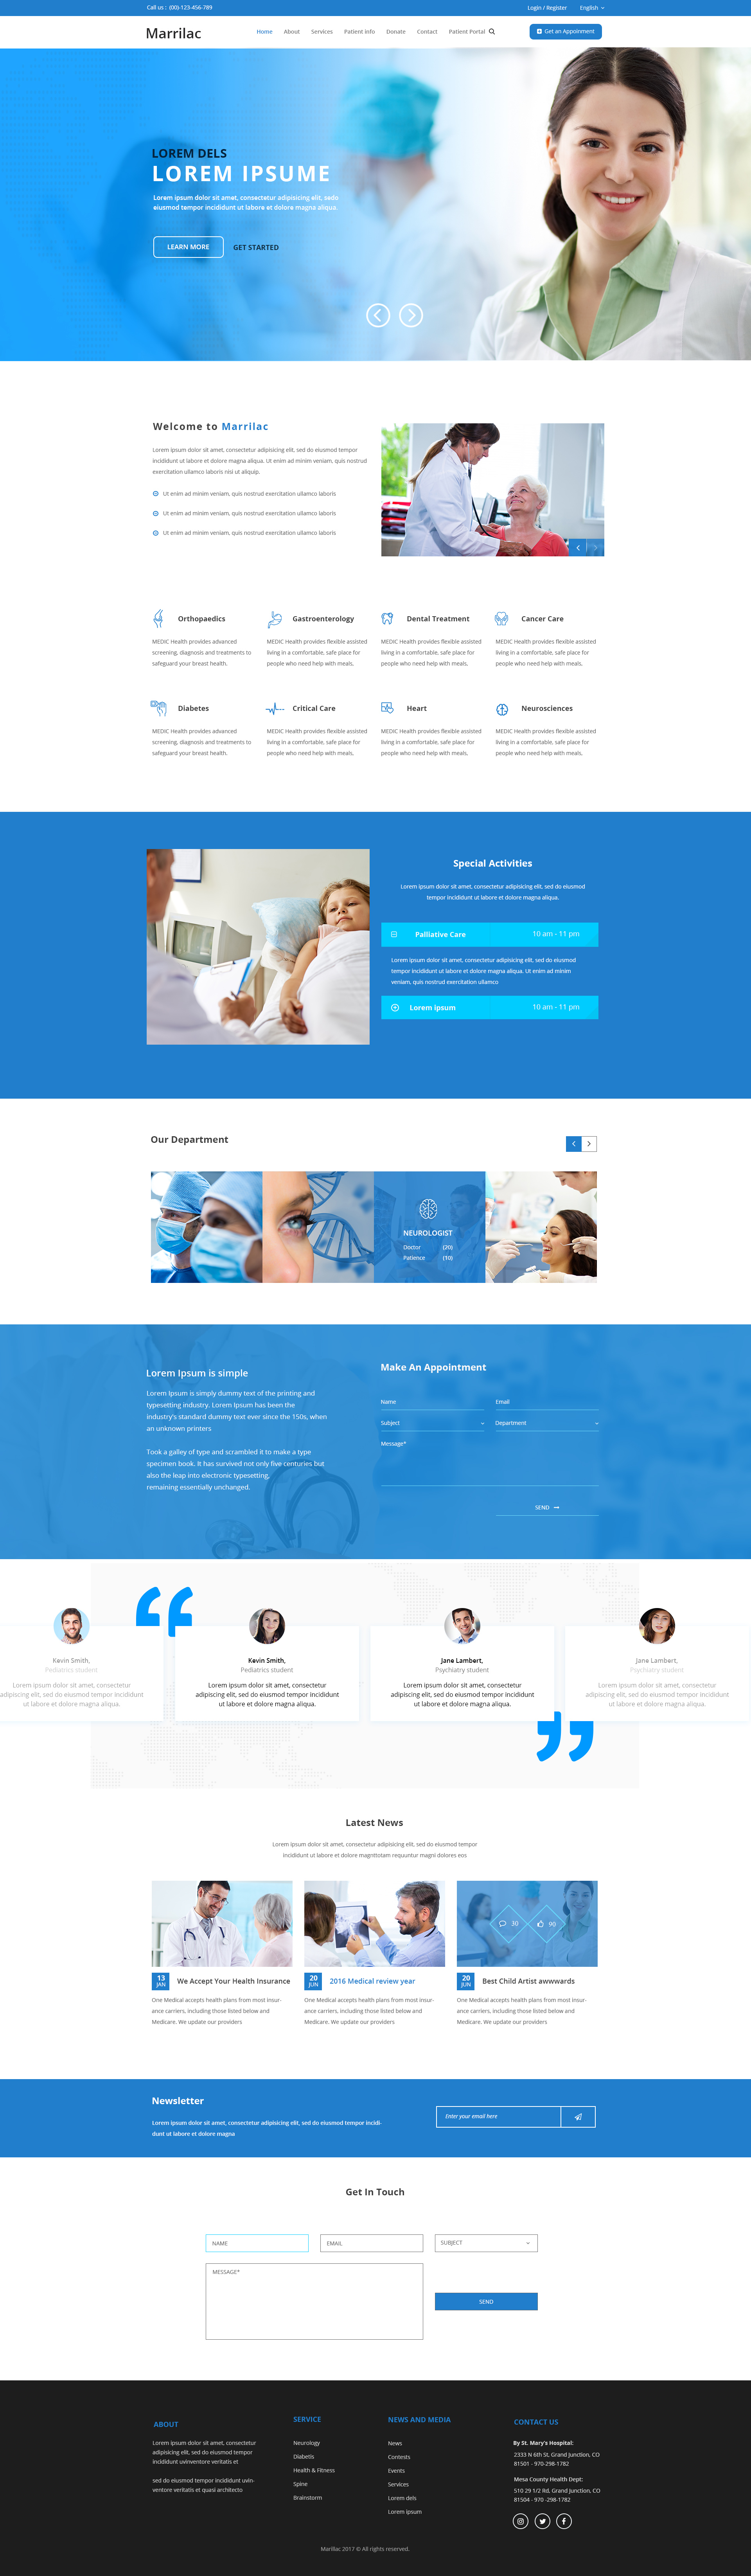 Call us : (00)-123-456-789
Login / Register
English
Marrilac
Home
About
Services
Patient Info
Donate
Contact
Patient Portal
Get an Appoinment
LOREM DELS
LOREM IPSUME
Lorem ipsum dolor sit amet, consectetur adipisicing elit, sedo
eiusmod tempor incididunt ut labore et dolore magna aliqua.
LEARN MORE
GET STARTED
Welcome to Marrilac
Lorem ipsum dolor sit amet, consectetur adipisicing elit, sed do eiusmod tempor
incididunt ut labore et dolore magna aliqua. Ut enim ad minim veniam, quis nostrud
exercitation ullamco laboris nisi ut aliquip.
Ut enim ad minim veniam, quis nostrud exercitation ullamco laboris
Ut enim ad minim veniam, quis nostrud exercitation ullamco laboris
Ut enim ad minim veniam, quis nostrud exercitation ullamco laboris
Orthopaedics
MEDIC Health provides advanced
screening, diagnosis and treatments to
safeguard your breast health.
Gastroenterology
MEDIC Health provides flexible assisted
living in a comfortable, safe place for
people who need help with meals,
Dental Treatment
MEDIC Health provides flexible assisted
living in a comfortable, safe place for
people who need help with meals,
Cancer Care
MEDIC Health provides flexible assisted
living in a comfortable, safe place for
people who need help with meals,
Diabetes
MEDIC Health provides advanced
screening, diagnosis and treatments to
safeguard your breast health.
Critical Care
MEDIC Health provides flexible assisted
living in a comfortable, safe place for
people who need help with meals,
Heart
MEDIC Health provides flexible assisted
living in a comfortable, safe place for
people who need help with meals,
Neurosciences
MEDIC Health provides flexible assisted
living in a comfortable, safe place for
people who need help with meals,
Special Activities
Lorem ipsum dolor sit amet, consectetur adipisicing elit, sed do eiusmod
tempor incididunt ut labore et dolore magna aliqua.
Palliative Care
10 am - 11 pm
Lorem ipsum dolor sit amet, consectetur adipisicing elit, sed do eiusmod
tempor incididunt ut labore et dolore magna aliqua. Ut enim ad minim
veniam, quis nostrud exercitation ullamco
Lorem ipsum
10 am - 11 pm
Our Department
NEUROLOGIST
Doctor (20)
Patience (10)
Lorem Ipsum is simple
Lorem Ipsum is simply dummy text of the printing and
typesetting industry. Lorem Ipsum has been the
industry's standard dummy text ever since the 150s, when
an unknown printers
Took a galley of type and scrambled it to make a type
specimen book. It has survived not only five centuries but
also the leap into electronic typesetting,
remaining essentially unchanged.
Make An Appointment
Name
Email
Subject
Department
Message*
SEND
Kevin Smith,
Pediatrics student
Lorem ipsum dolor sit amet, consectetur
adipiscing elit, sed do eiusmod tempor incididunt
ut labore et dolore magna aliqua.
Kevin Smith,
Pediatrics student
Lorem ipsum dolor sit amet, consectetur
adipiscing elit, sed do eiusmod tempor incididunt
ut labore et dolore magna aliqua.
Jane Lambert,
Psychiatry student
Lorem ipsum dolor sit amet, consectetur
adipiscing elit, sed do eiusmod tempor incididunt
ut labore et dolore magna aliqua.
Jane Lambert,
Psychiatry student
Lorem ipsum dolor sit amet, consectetur
adipiscing elit, sed do eiusmod tempor incididunt
ut labore et dolore magna aliqua.
Latest News
Lorem ipsum dolor sit amet, consectetur adipisicing elit, sed do eiusmod tempor
incididunt ut labore et dolore magnittotam requuntur magni dolores eos
30
90
13
JAN
We Accept Your Health Insurance
One Medical accepts health plans from most insur-
ance carriers, including those listed below and
Medicare. We update our providers
20
JUN
2016 Medical review year
One Medical accepts health plans from most insur-
ance carriers, including those listed below and
Medicare. We update our providers
20
JUN
Best Child Artist awwwards
One Medical accepts health plans from most insur-
ance carriers, including those listed below and
Medicare. We update our providers
Newsletter
Lorem ipsum dolor sit amet, consectetur adipisicing elit, sed do eiusmod tempor incidi-
dunt ut labore et dolore magna
Enter your email here
Get In Touch
NAME
EMAIL
SUBJECT
MESSAGE*
SEND
ABOUT
Lorem ipsum dolor sit amet, consectetur
adipisicing elit, sed do eiusmod tempor
incididunt uvinventore veritatis et
sed do eiusmod tempor incididunt uvin-
ventore veritatis et quasi architecto
SERVICE
Neurology
Diabetis
Health & Fitness
Spine
Brainstorm
NEWS AND MEDIA
News
Contests
Events
Services
Lorem dels
Lorem ipsum
CONTACT US
By St. Mary's Hospital:
2333 N 6th St, Grand Junction, CO
81501 - 970-298-1782
Mesa County Health Dept:
510 29 1/2 Rd, Grand Junction, CO
81504 - 970 -298-1782
Marillac 2017 © All rights reserved.